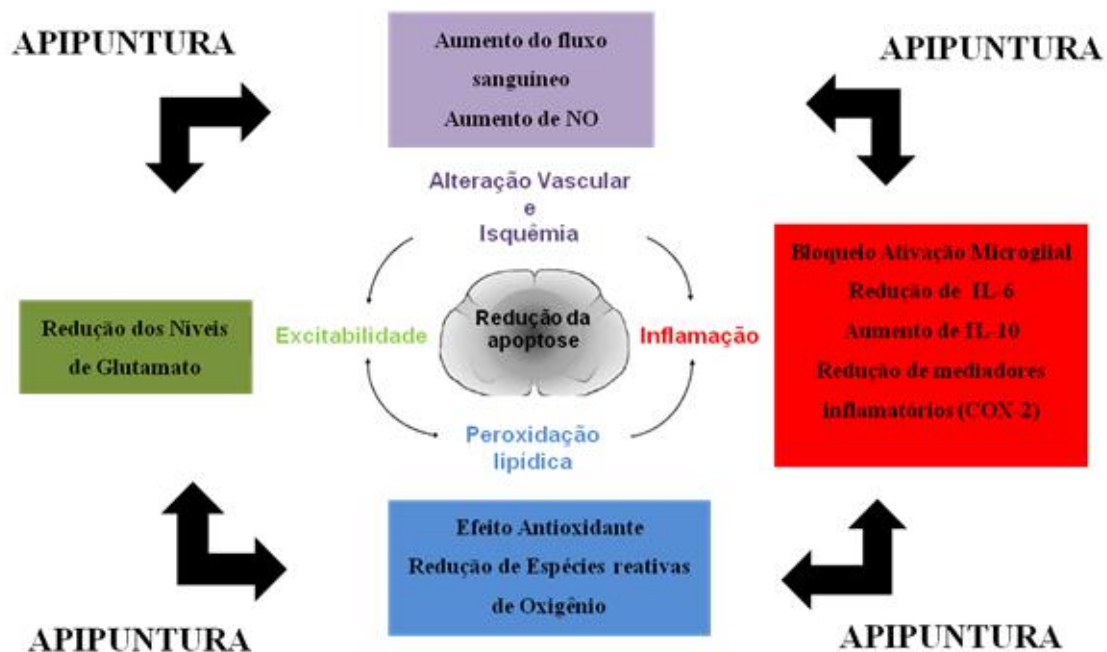 APIPUNTURA
Aumento do fluxo
sanguíneo
Aumento de NO
APIPUNTURA
Alteração Vascular
e
Isquêmia
Redução dos Níveis
de Glutamato
Excitabilidade
Redução da
apoptose
Inflamação
Bloqueio Ativação Microglial
Redução de IL-6
Aumento de IL-10
Redução de mediadores
inflamatórios (COX-2)
Peroxidação
lipídica
Efeito Antioxidante
Redução de Espécies reativas
de Oxigênio
APIPUNTURA
APIPUNTURA